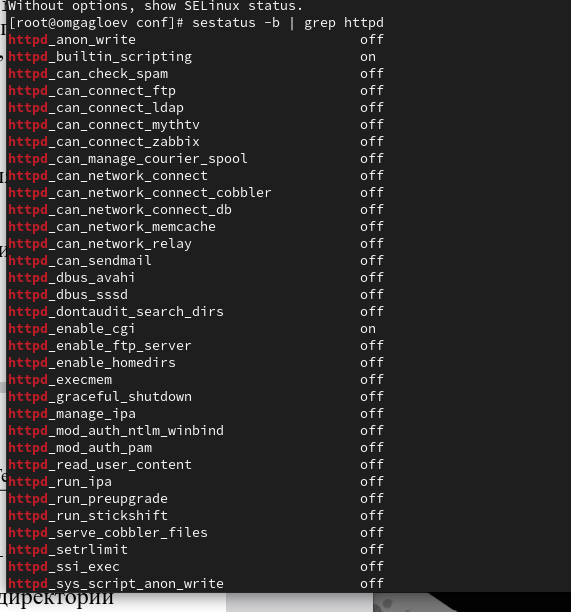 Without options, show SELinux status.
[root@omgagloev conf]# sestatus -b | grep httpd
httpd_anon_write off
httpd_builtin_scripting on
httpd_can_check_spam off
httpd_can_connect_ftp off
httpd_can_connect_ldap off
httpd_can_connect_mythtv off
httpd_can_connect_zabbix off
httpd_can_manage_courier_spool off
httpd_can_network_connect off
httpd_can_network_connect_cobbler off
httpd_can_network_connect_db off
httpd_can_network_memcache off
httpd_can_network_relay off
httpd_can_sendmail off
httpd_dbus_avahi off
httpd_dbus_sssd off
httpd_dontaudit_search_dirs off
httpd_enable_cgi on
httpd_enable_ftp_server off
httpd_enable_homedirs off
httpd_execmem off
httpd_graceful_shutdown off
httpd_manage_ipa off
httpd_mod_auth_ntlm_winbind off
httpd_mod_auth_pam off
httpd_read_user_content off
httpd_run_ipa off
httpd_run_preupgrade off
httpd_run_stickshift off
httpd_serve_cobbler_files off
httpd_setrlimit off
httpd_ssi_exec off
httpd_sys_script_anon_write off
директории